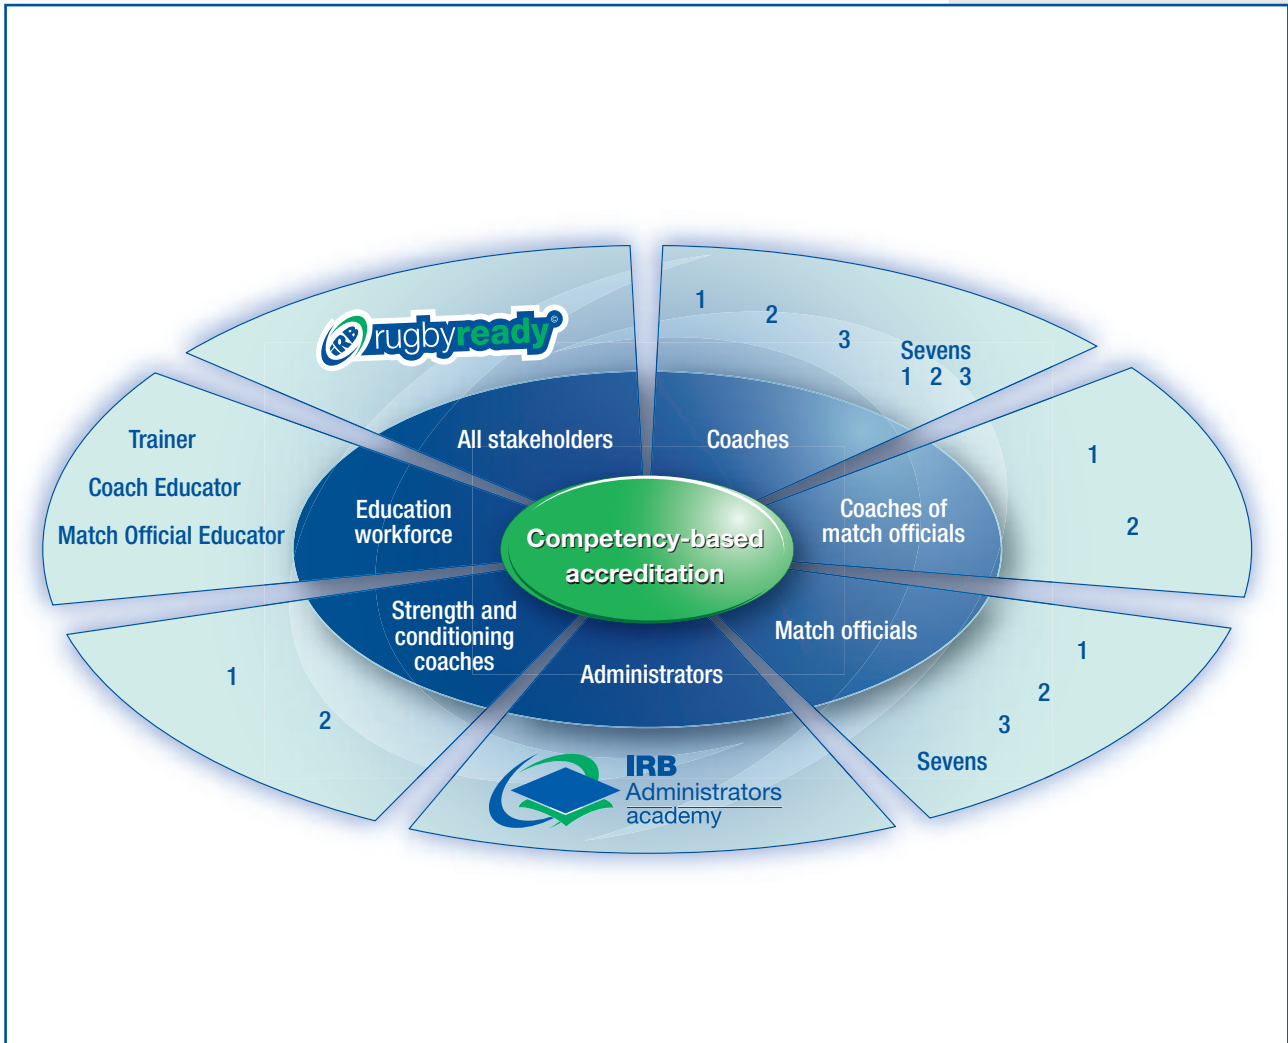 IRB rugbyready©
1
2
3
Sevens
1 2 3
Trainer
Coach Educator
Match Official Educator
All stakeholders
Coaches
1
2
Education
workforce
Competency-based
accreditation
Coaches of
match officials
Strength and
conditioning
coaches
Administrators
Match officials
1
2
3
Sevens
1
2
IRB
Administrators
academy